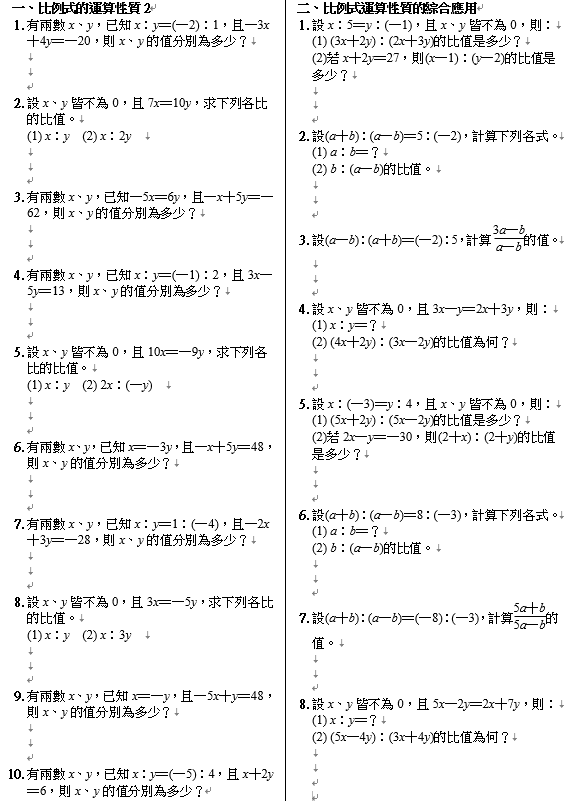 一、比例式的運算性質2
1.有兩數 x、y，已知 x：y＝(－2)：1，且－3x
＋4y＝－20，則 x、y 的值分別為多少？
2.設 x、y 皆不為 0，且 7x＝10y，求下列各比
的比值。
(1) x：y (2) x：2y
3.有兩數 x、y，已知－5x＝6y，且－x＋5y＝－
62，則 x、y 的值分別為多少？
4.有兩數 x、y，已知 x：y＝(－1)：2，且 3x－
5y＝13，則 x、y 的值分別為多少？
5.設 x、y 皆不為 0，且 10x＝－9y，求下列各
比的比值。
(1) x：y (2) 2x：(－y)
6.有兩數 x、y，已知 x＝－3y，且－x＋5y＝48，
則 x、y 的值分別為多少？
7.有兩數 x、y，已知 x：y＝1：(－4)，且－2x
＋3y＝－28，則 x、y 的值分別為多少？
8.設 x、y 皆不為 0，且 3x＝－5y，求下列各比
的比值。
(1) x：y (2) x：3y
9.有兩數 x、y，已知 x＝－y，且－5x＋y＝48，
則 x、y 的值分別為多少？
10.有兩數 x、y，已知 x：y＝(－5)：4，且 x＋2y
＝6，則 x、y 的值分別為多少？
二、比例式運算性質的綜合應用
1.設 x：5＝y：(－1)，且 x、y 皆不為 0，則：
(1) (3x＋2y)：(2x＋3y)的比值是多少？
(2)若 x＋2y＝27，則(x－1)：(y－2)的比值是
多少？
2.設(a＋b)：(a－b)＝5：(－2)，計算下列各式。
(1) a：b＝？
(2) b：(a－b)的比值。
3.設(a－b)：(a＋b)＝(－2)：5，計算 3a－b/a－b 的值。
4.設 x、y 皆不為 0，且 3x－y＝2x＋3y，則：
(1) x：y＝？
(2) (4x＋2y)：(3x－2y)的比值為何？
5.設 x：(－3)＝y：4，且 x、y 皆不為 0，則：
(1) (5x＋2y)：(5x－2y)的比值是多少？
(2)若 2x－y＝－30，則(2＋x)：(2＋y)的比值
是多少？
6.設(a＋b)：(a－b)＝8：(－3)，計算下列各式。
(1) a：b＝？
(2) b：(a－b)的比值。
7.設(a＋b)：(a－b)＝(－8)：(－3)，計算 5a＋b/5a－b 的
值。
8.設 x、y 皆不為 0，且 5x－2y＝2x＋7y，則：
(1) x：y＝？
(2) (5x－4y)：(3x＋4y)的比值為何？